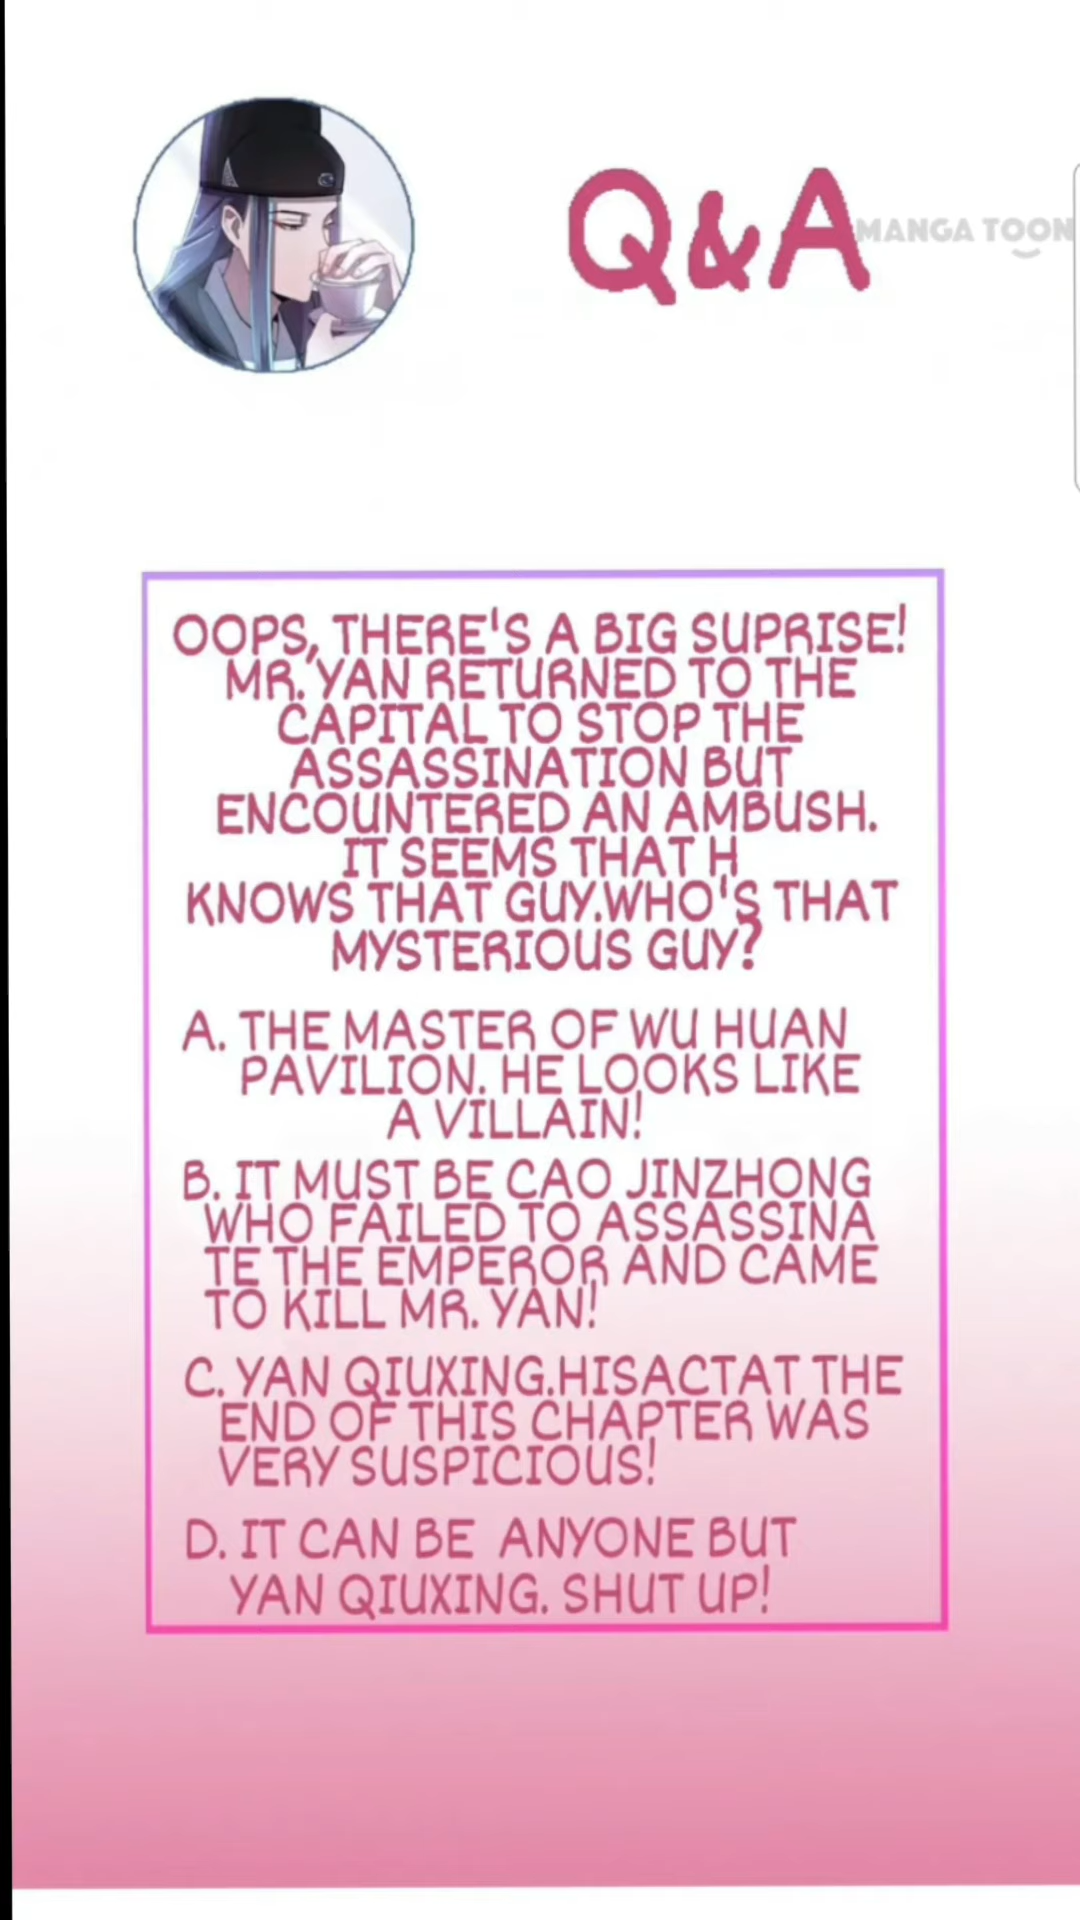 Q&A
MANGA TOON
OOPS, THERE'S A BIG SUPRISE!
MR. YAN RETURNED TO THE
CAPITAL TO STOP THE
ASSASSINATION BUT
ENCOUNTERED AN AMBUSH.
IT SEEMS THAT H
KNOWS THAT GUY.WHO'S THAT
MYSTERIOUS GUY?
A. THE MASTER OF WU HUAN
PAVILION. HE LOOKS LIKE
A VILLAIN!
B. IT MUST BE CAO JINZHONG
WHO FAILED TO ASSASSINA
TE THE EMPEROR AND CAME
TO KILL MR. YAN!
C. YAN QIUXING.HISACTAT THE
END OF THIS CHAPTER WAS
VERY SUSPICIOUS!
D. IT CAN BE ANYONE BUT
YAN QIUXING. SHUT UP!